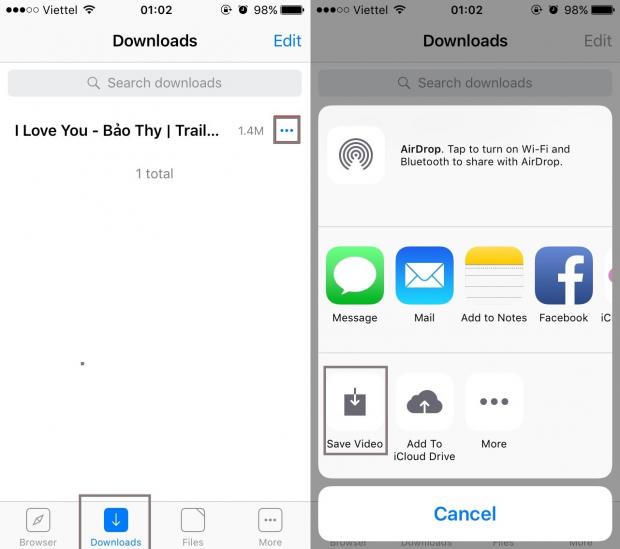 Viettel 01:02 98%
Downloads Edit
Search downloads
I Love You - Bảo Thy | Trail... 1.4M
1 total
Browser Downloads Files More
Viettel 01:02 98%
Downloads Edit
Search downloads
AirDrop. Tap to turn on Wi-Fi and
Bluetooth to share with AirDrop.
Message Mail Add to Notes Facebook iC
Save Video Add To More
iCloud Drive
Cancel
Browser Downloads Files More